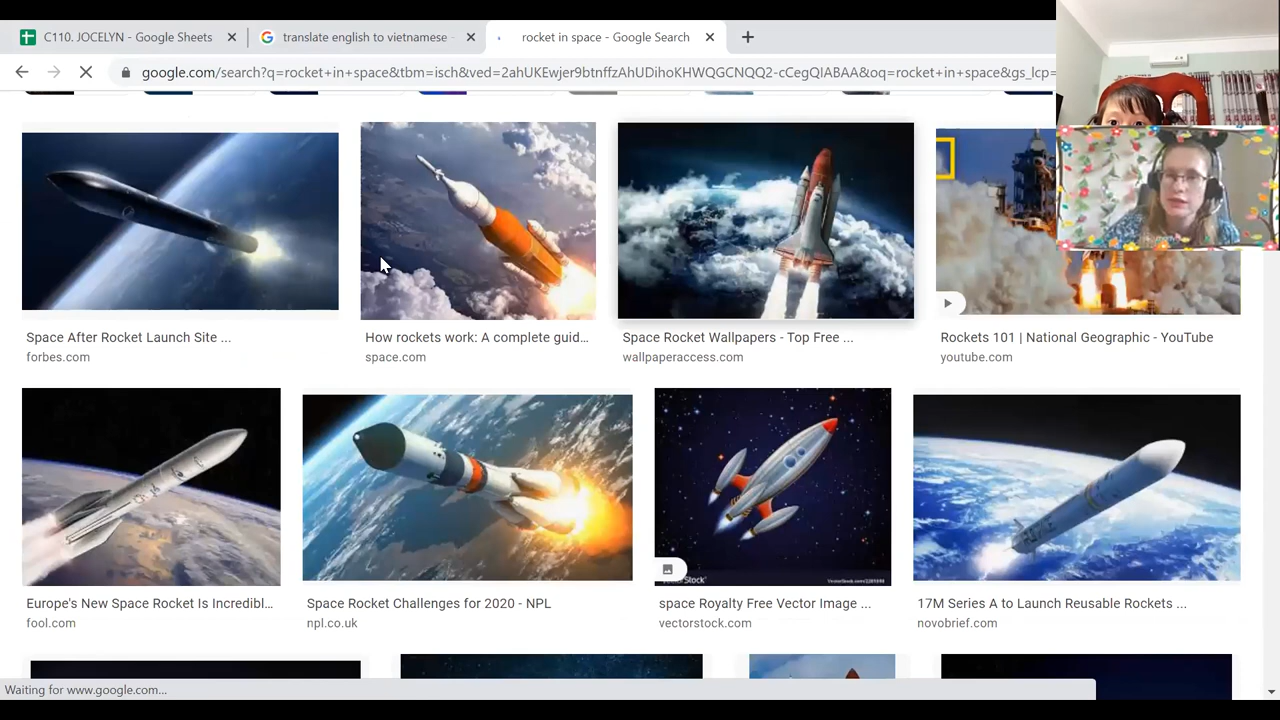 C110. JOCELYN - Google Sheets
translate english to vietnamese -
rocket in space - Google Search
google.com/search?q=rocket+in+space&tbm=isch&ved=2ahUKEwjer9btnffzAhUDihoKHWQGCNQQ2-cCegQIABAA&oq=rocket+in+space&gs_lcp=
Space After Rocket Launch Site ...
forbes.com
How rockets work: A complete guid...
space.com
Space Rocket Wallpapers - Top Free ...
wallpaperaccess.com
Rockets 101 | National Geographic - YouTube
youtube.com
Europe's New Space Rocket Is Incredibl...
fool.com
Space Rocket Challenges for 2020 - NPL
npl.co.uk
space Royalty Free Vector Image ...
vectorstock.com
17M Series A to Launch Reusable Rockets ...
novobrief.com
Waiting for www.google.com...